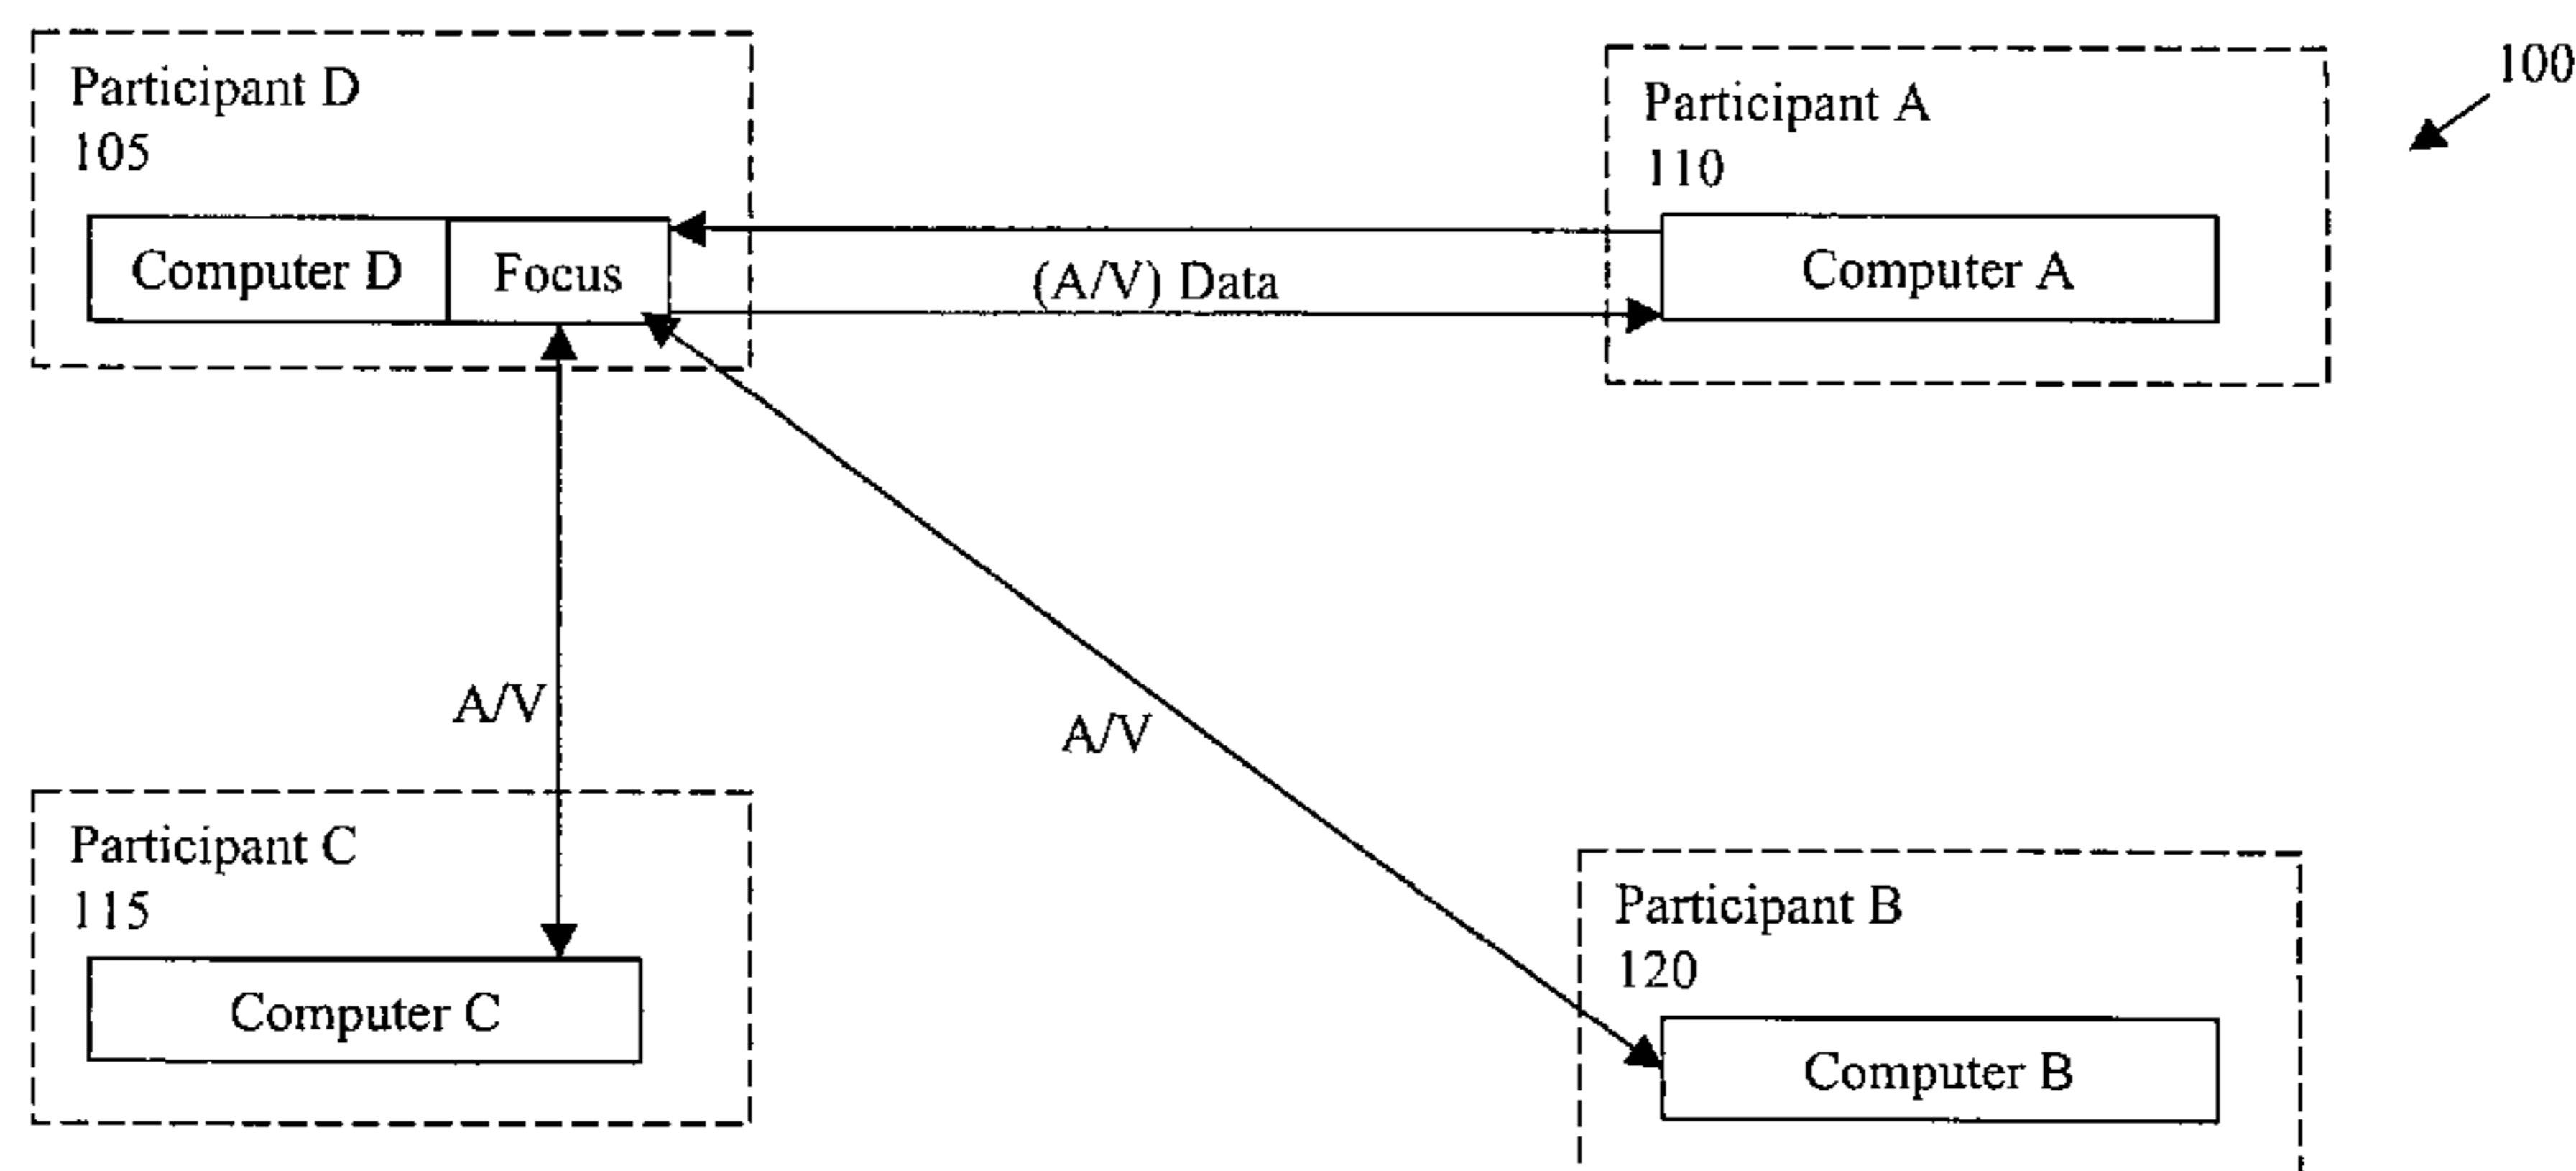 Participant D
105
Computer D
Focus
(A/V) Data
Participant A
110
Computer A
100
A/V
A/V
Participant C
115
Computer C
Participant B
120
Computer B